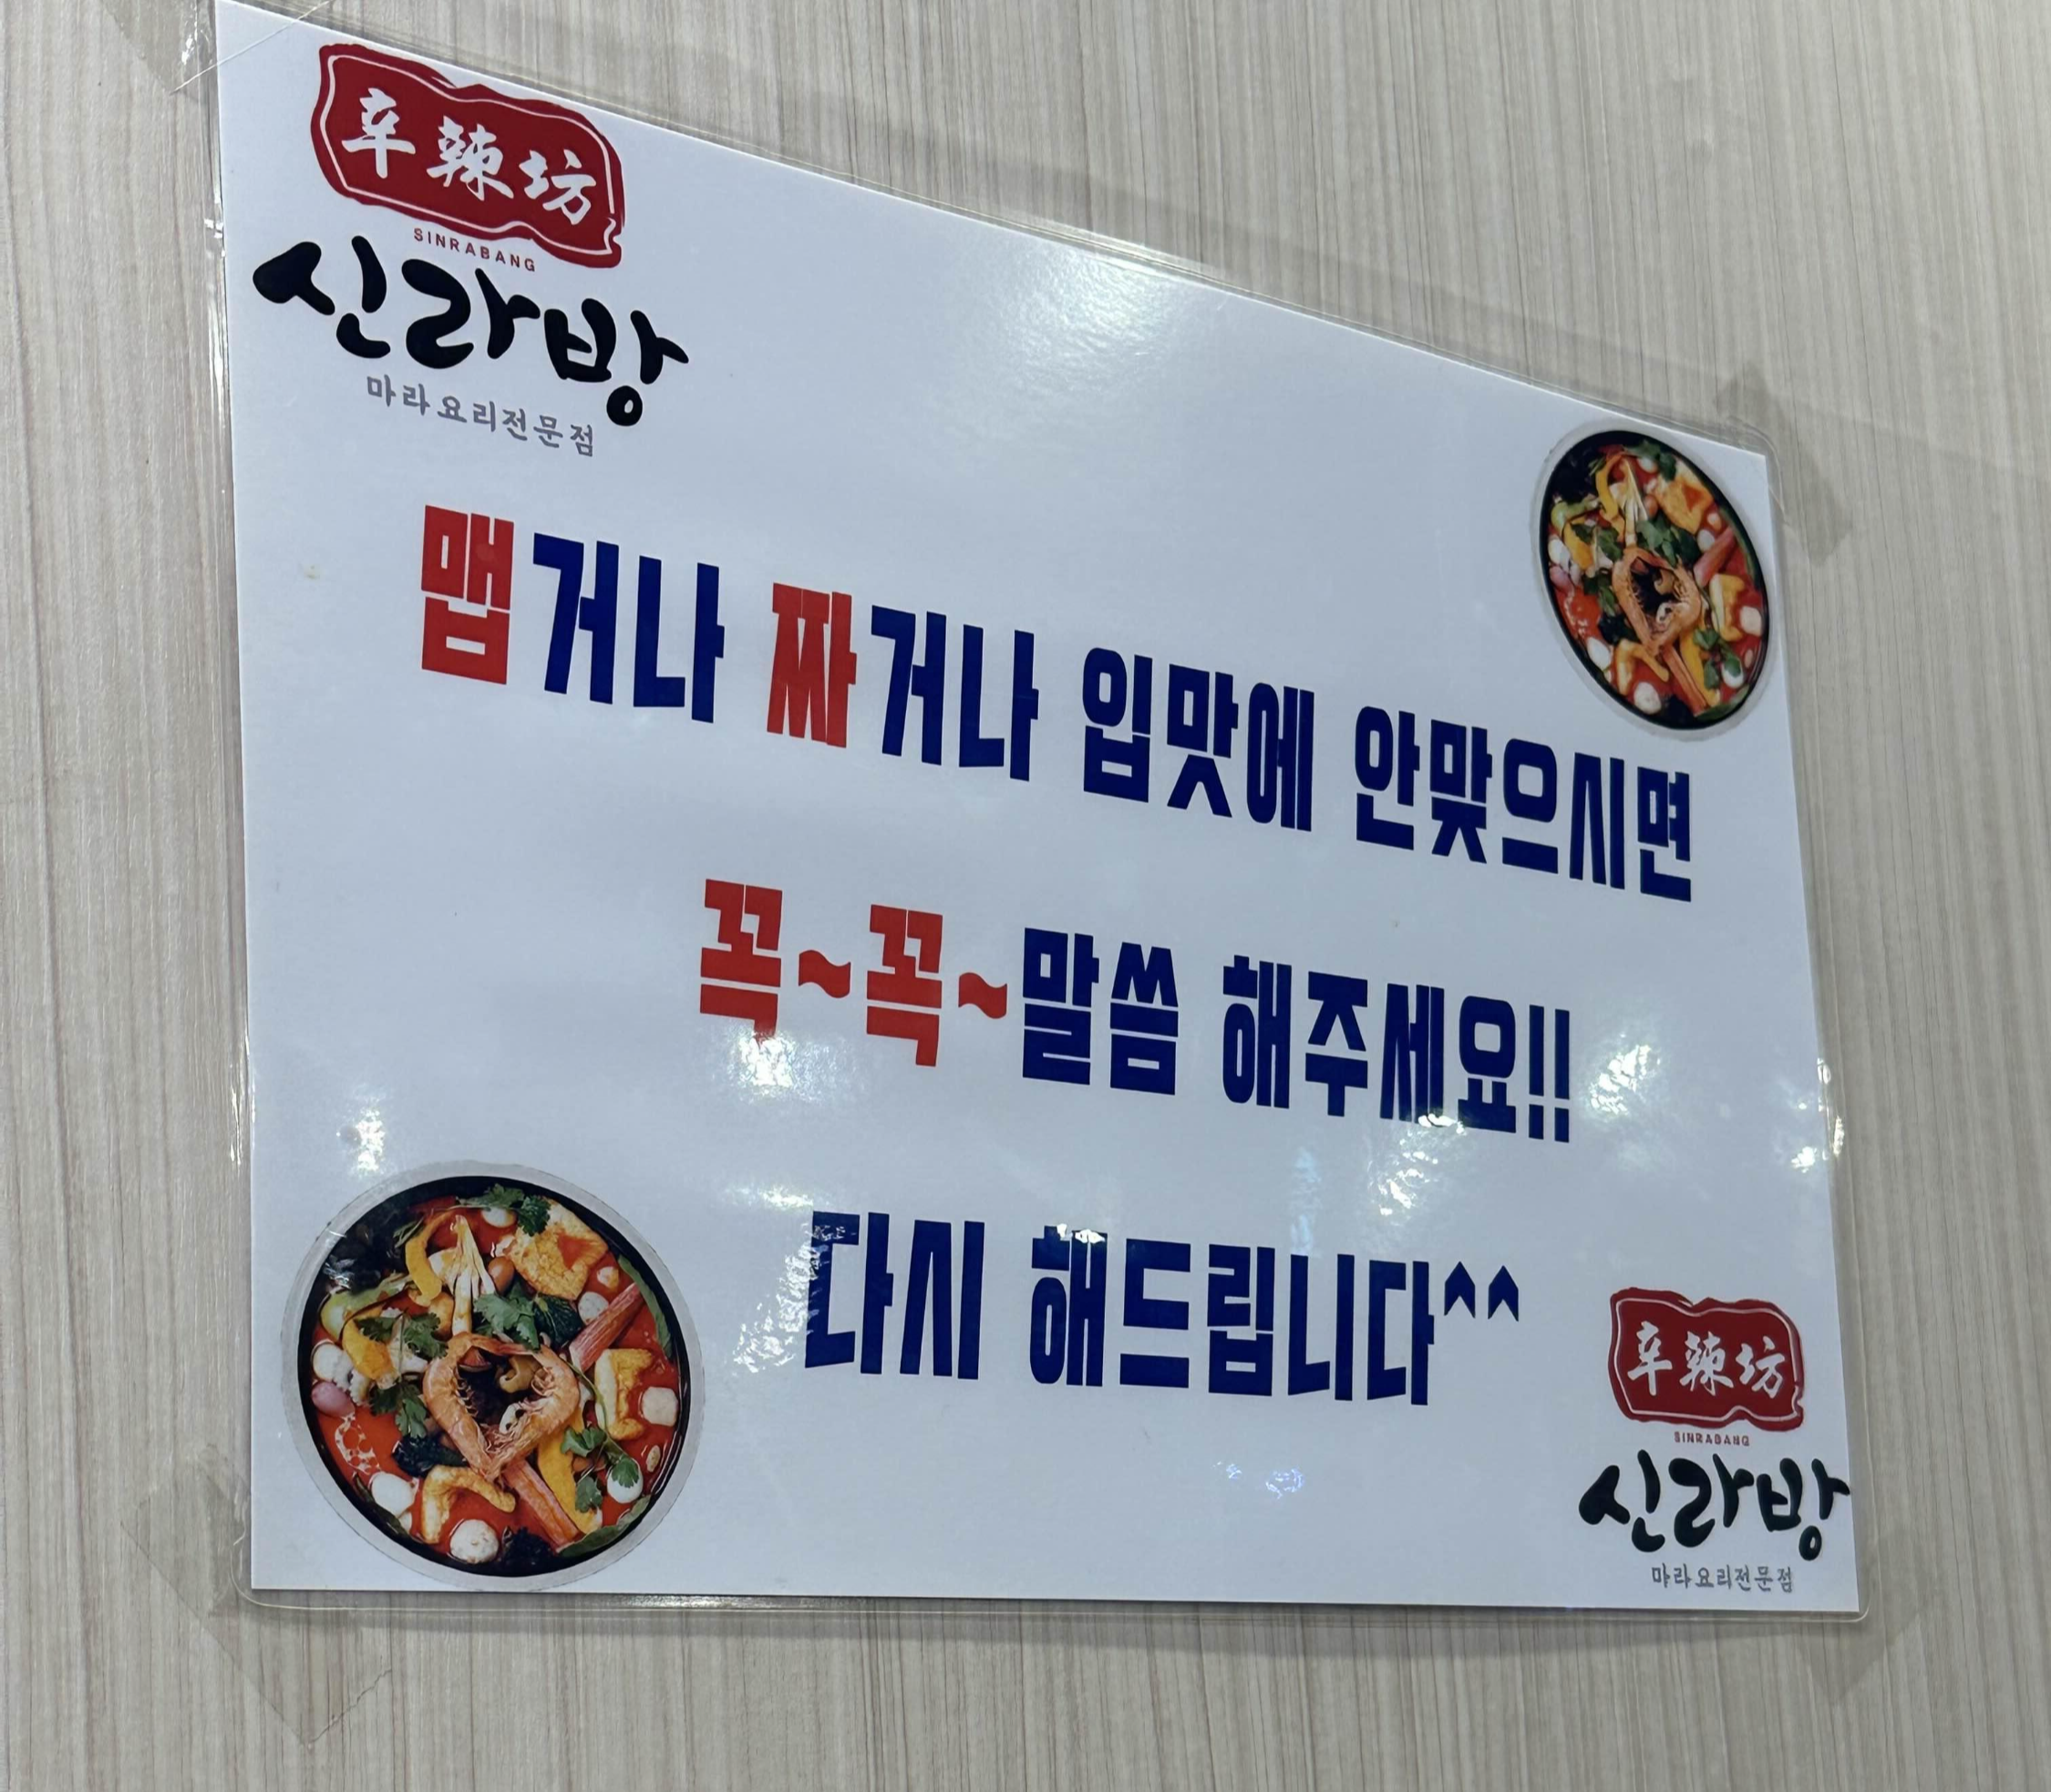 辛辣坊
SINRABANG
신라방
마라요리전문점
맵거나 짜거나 입맛에 안맞으시면
꼭~꼭~말씀 해주세요!!
다시 해드립니다^^
辛辣坊
SINRABANG
신라방
마라요리전문점